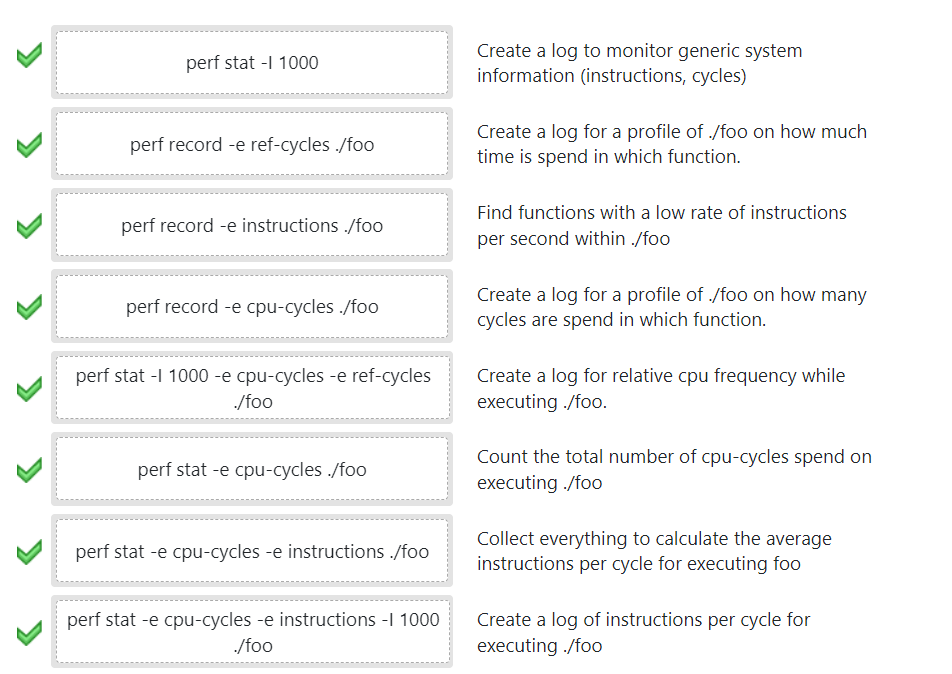 perf stat -I 1000
Create a log to monitor generic system
information (instructions, cycles)
perf record -e ref-cycles ./foo
Create a log for a profile of ./foo on how much
time is spend in which function.
perf record -e instructions ./foo
Find functions with a low rate of instructions
per second within ./foo
perf record -e cpu-cycles ./foo
Create a log for a profile of ./foo on how many
cycles are spend in which function.
perf stat -I 1000 -e cpu-cycles -e ref-cycles
./foo
Create a log for relative cpu frequency while
executing ./foo.
perf stat -e cpu-cycles ./foo
Count the total number of cpu-cycles spend on
executing ./foo
perf stat -e cpu-cycles -e instructions ./foo
Collect everything to calculate the average
instructions per cycle for executing foo
perf stat -e cpu-cycles -e instructions -I 1000
./foo
Create a log of instructions per cycle for
executing ./foo